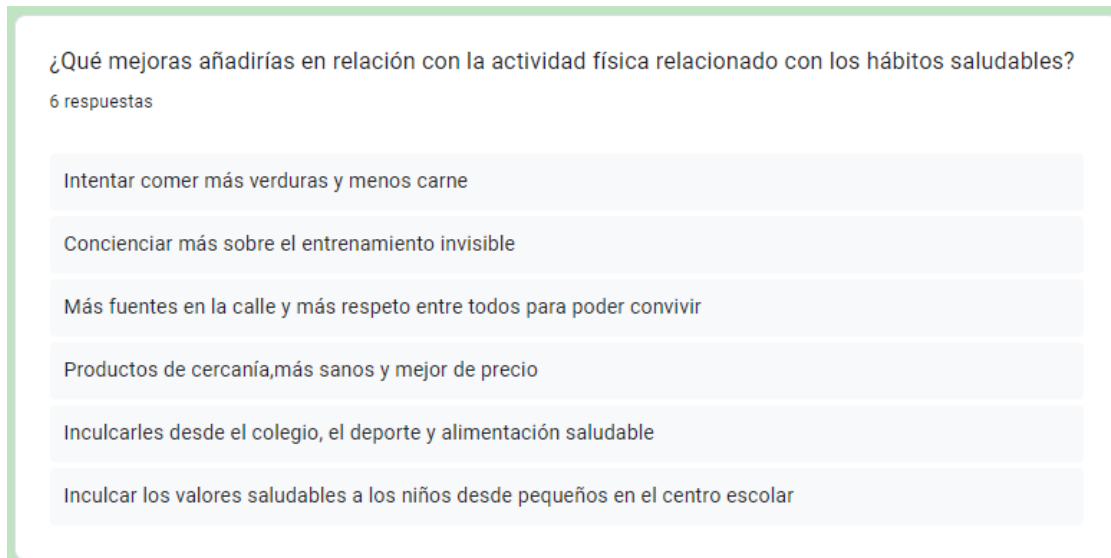 ¿Qué mejoras añadirías en relación con la actividad física relacionado con los hábitos saludables?
6 respuestas
Intentar comer más verduras y menos carne
Concienciar más sobre el entrenamiento invisible
Más fuentes en la calle y más respeto entre todos para poder convivir
Productos de cercanía,más sanos y mejor de precio
Inculcarles desde el colegio, el deporte y alimentación saludable
Inculcar los valores saludables a los niños desde pequeños en el centro escolar